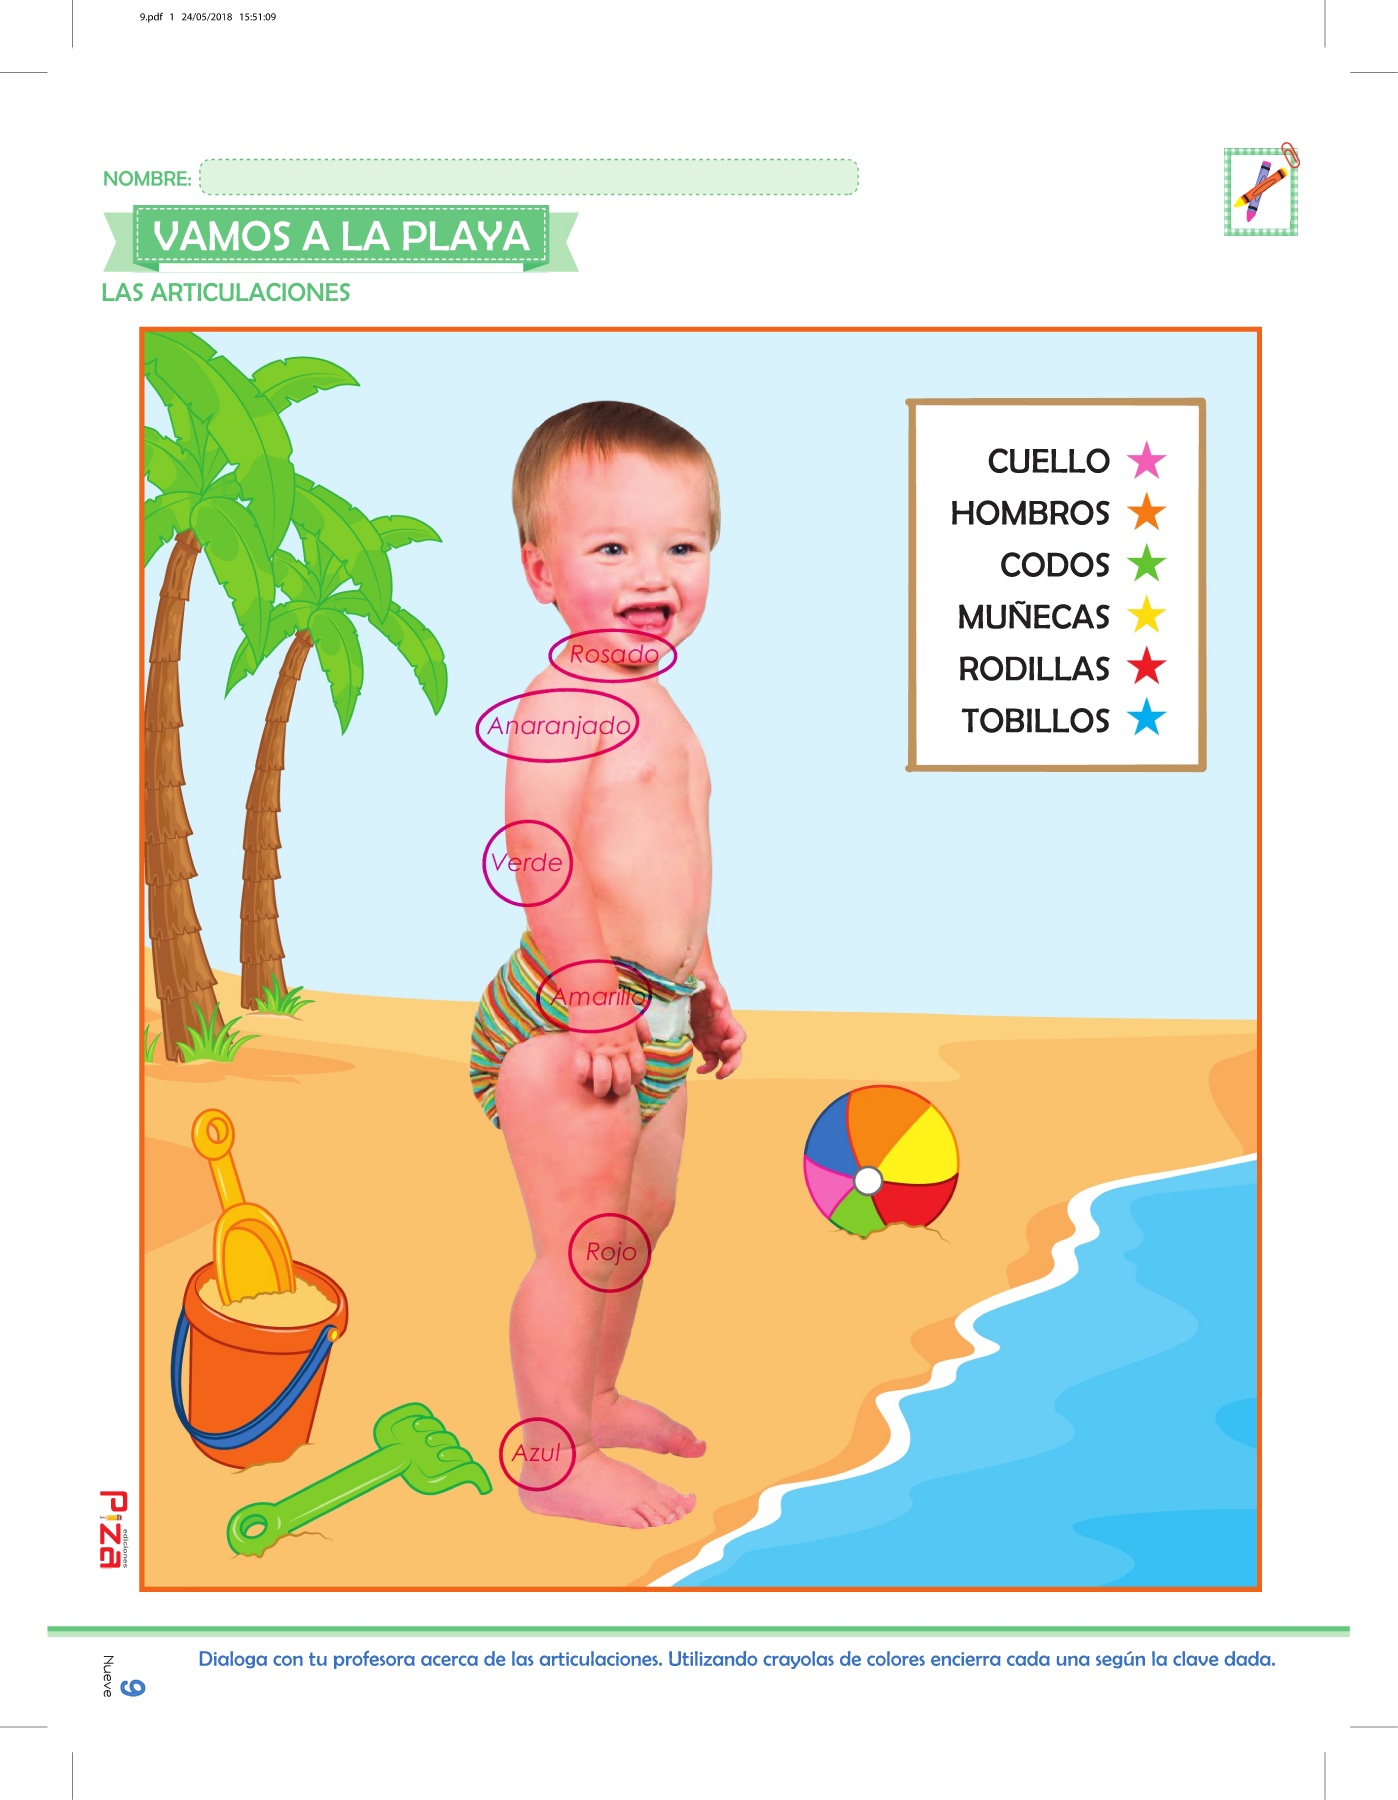 9.pdf 1 24/05/2018 15:51:09
NOMBRE:
VAMOS A LA PLAYA
LAS ARTICULACIONES
CUELLO
HOMBROS
CODOS
MUÑECAS
RODILLAS
TOBILLOS
Rosado
Anaranjado
Verde
Amarillo
Rojo
Azul
Piza
ediciones
Dialoga con tu profesora acerca de las articulaciones. Utilizando crayolas de colores encierra cada una según la clave dada.
Nueve
9